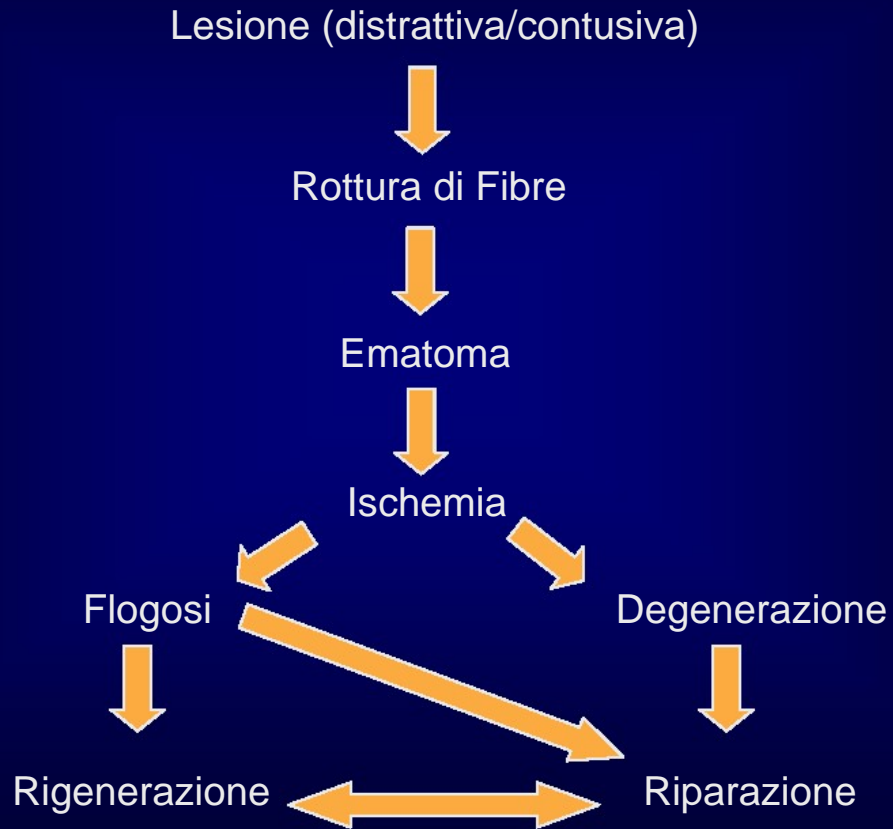 Lesione (distrattiva/contusiva)
Rottura di Fibre
Ematoma
Ischemia
Flogosi
Degenerazione
Rigenerazione
Riparazione